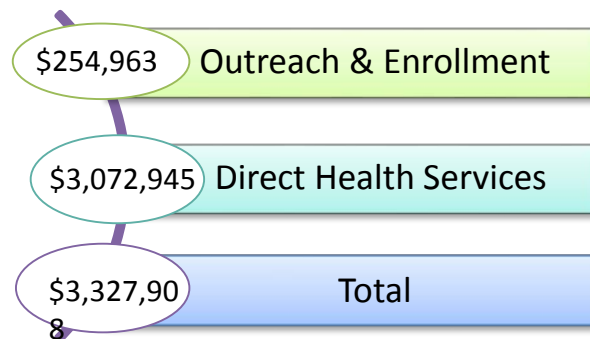 $254,963 Outreach & Enrollment
$3,072,945 Direct Health Services
$3,327,90 Total
8